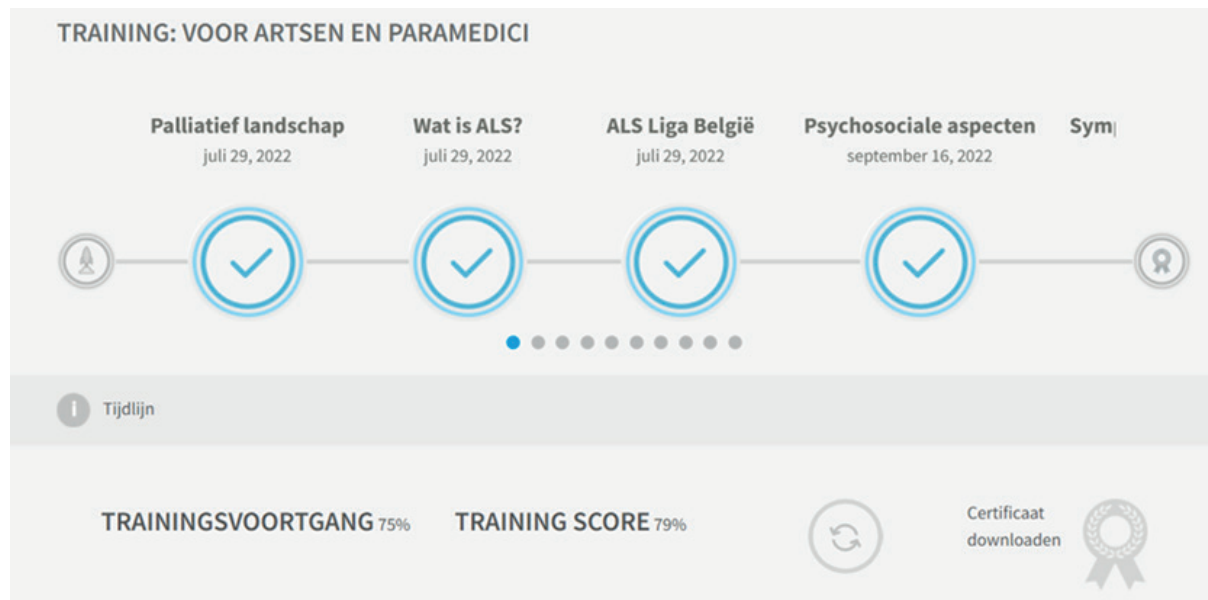 TRAINING: VOOR ARTSEN EN PARAMEDICI
Palliatief landschap
juli 29, 2022
Wat is ALS?
juli 29, 2022
ALS Liga België
juli 29, 2022
Psychosociale aspecten
september 16, 2022
i Tijdlijn
TRAININGSVOORTGANG 75%
TRAINING SCORE 79%
Certificaat
downloaden